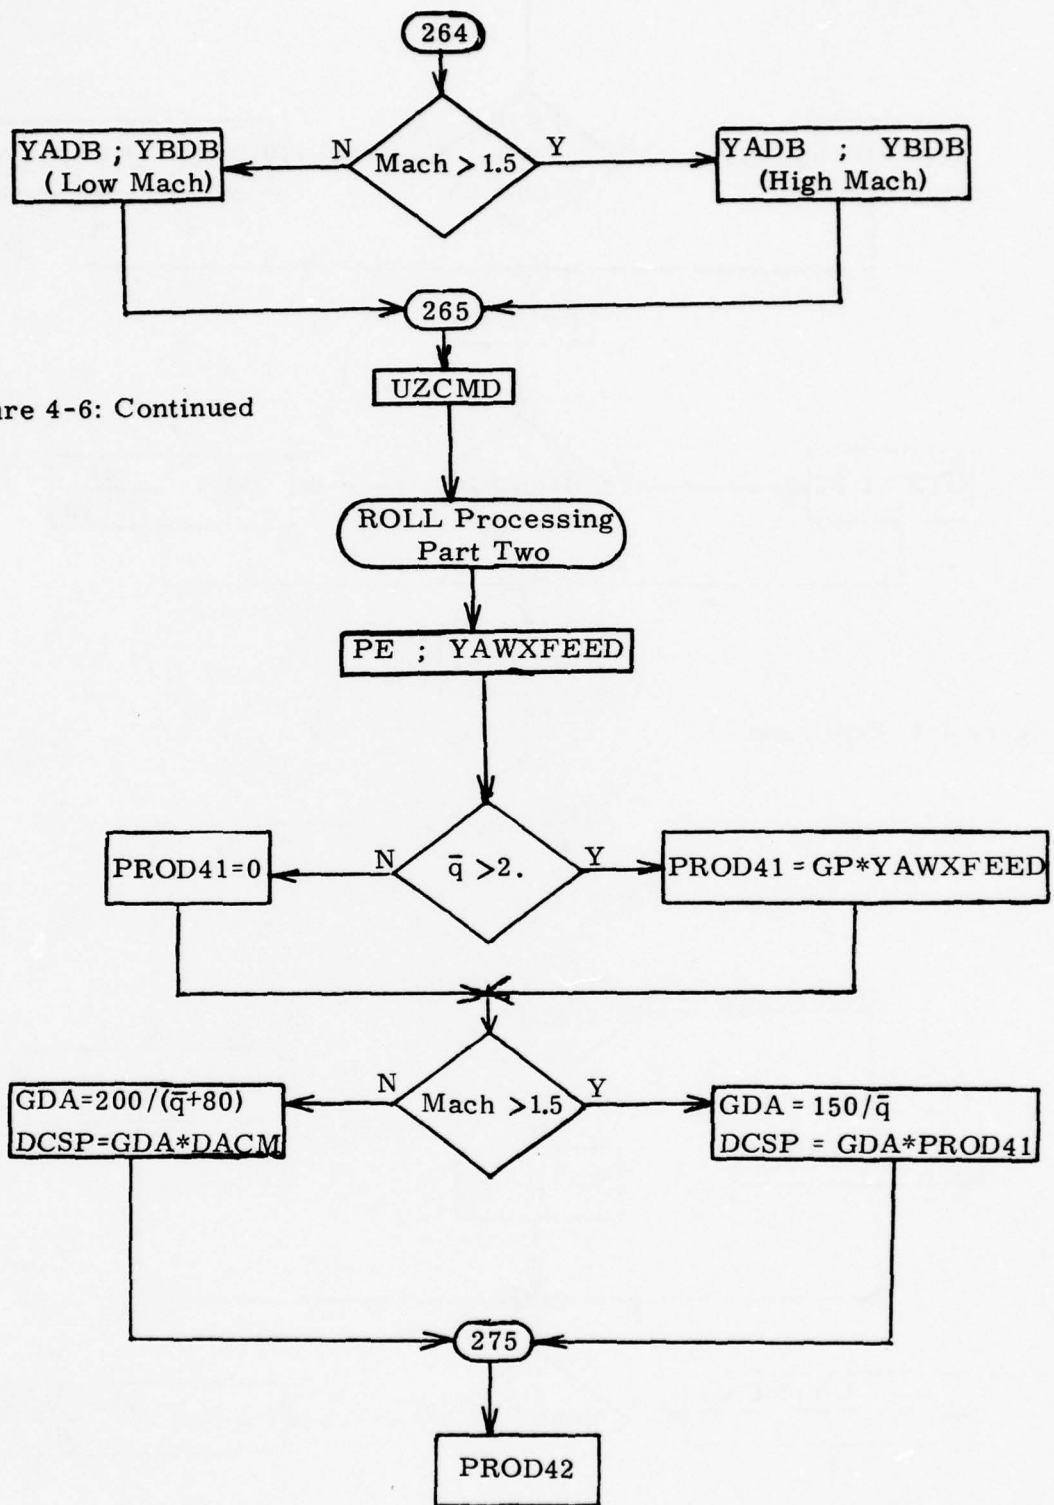 264
Mach > 1.5
N
Y
YADB ; YBDB
(Low Mach)
YADB ; YBDB
(High Mach)
265
UZCMD
ure 4-6: Continued
ROLL Processing
Part Two
PE ; YAWXFEED
q̅ >2.
N
Y
PROD41=0
PROD41 = GP*YAWXFEED
Mach >1.5
N
Y
GDA=200/(q̅+80)
DCSP=GDA*DACM
GDA = 150/q̅
DCSP = GDA*PROD41
275
PROD42